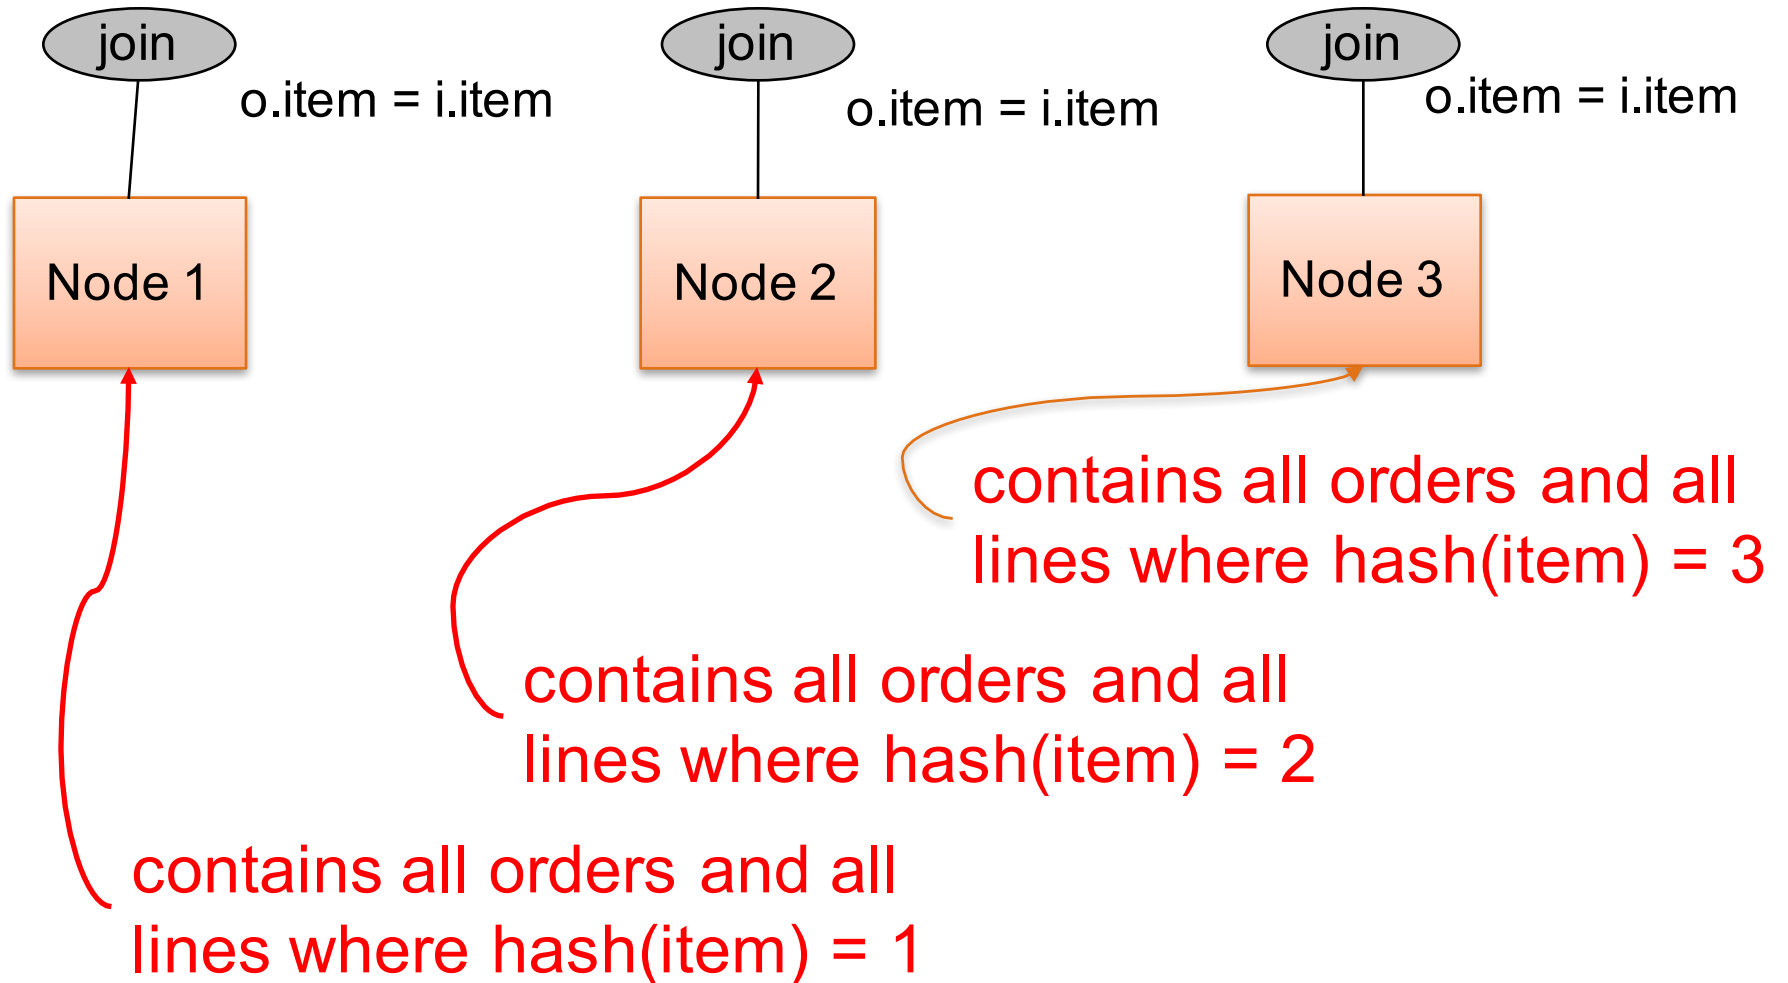 join
o.item = i.item
Node 1
join
o.item = i.item
Node 2
join
o.item = i.item
Node 3
contains all orders and all
lines where hash(item) = 3
contains all orders and all
lines where hash(item) = 2
contains all orders and all
lines where hash(item) = 1